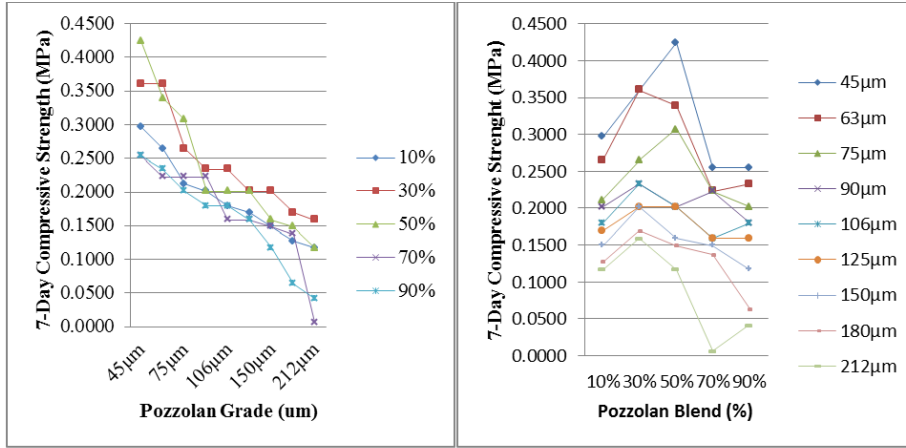 7-Day Compressive Strength (MPa)
0.4500
0.4000
0.3500
0.3000
0.2500
0.2000
0.1500
0.1000
0.0500
0.0000
45µm
75µm
106µm
150µm
212µm
Pozzolan Grade (um)
10%
30%
50%
70%
90%
7-Day Compressive Strenght (MPa)
0.4500
0.4000
0.3500
0.3000
0.2500
0.2000
0.1500
0.1000
0.0500
0.0000
10% 30% 50% 70% 90%
Pozzolan Blend (%)
45µm
63µm
75µm
90µm
106µm
125µm
150µm
180µm
212µm